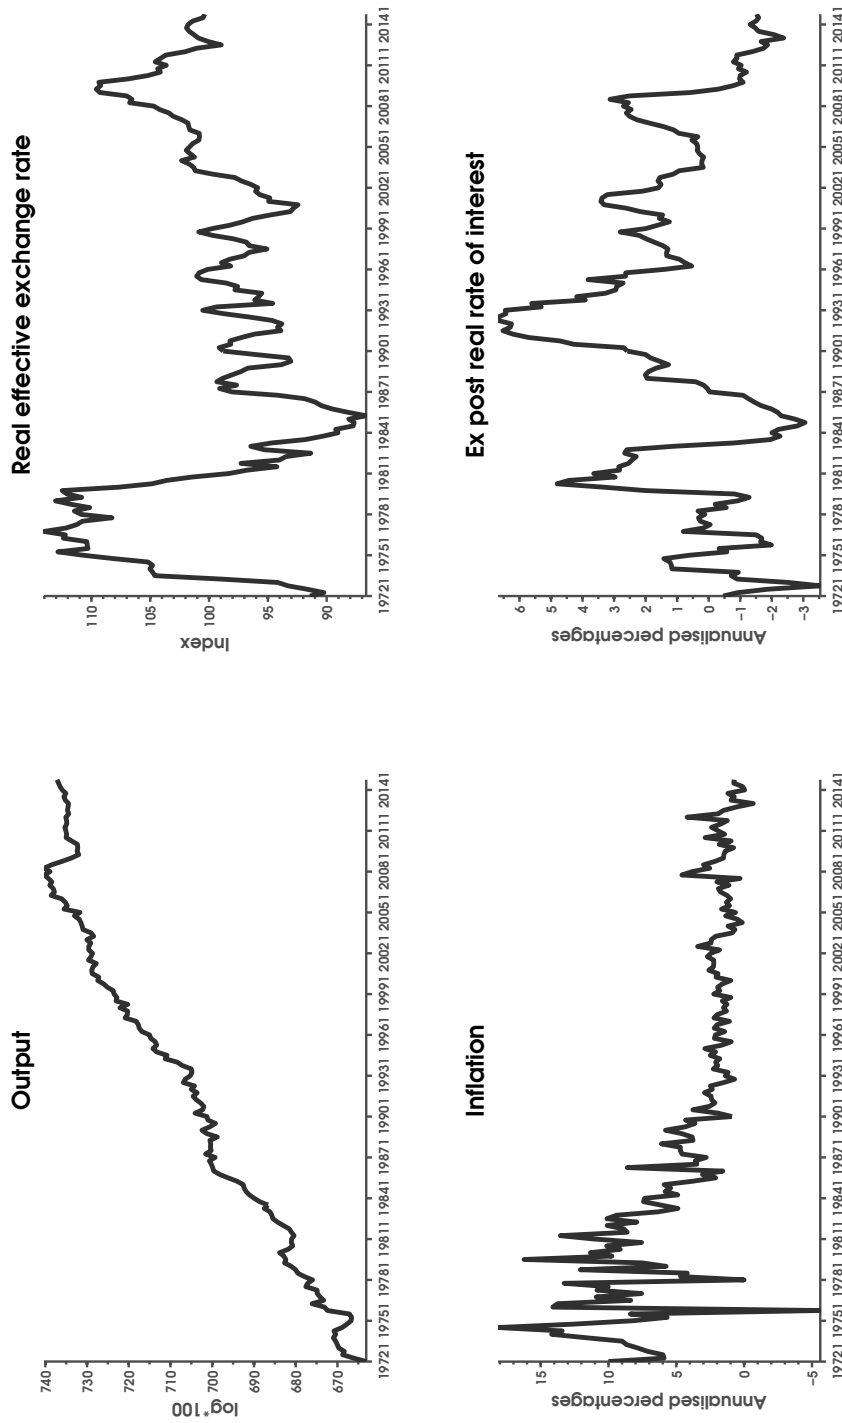 Output
log*100
740
730
720
710
700
690
680
670
19721 19751 19781 19811 19841 19871 19901 19931 19961 19991 20021 20051 20081 20111 20141
Real effective exchange rate
Index
110
105
100
95
90
19721 19751 19781 19811 19841 19871 19901 19931 19961 19991 20021 20051 20081 20111 20141
Inflation
Annualised percentages
15
10
5
0
-5
19721 19751 19781 19811 19841 19871 19901 19931 19961 19991 20021 20051 20081 20111 20141
Ex post real rate of interest
Annualised percentages
6
5
4
3
2
1
0
-1
-2
-3
19721 19751 19781 19811 19841 19871 19901 19931 19961 19991 20021 20051 20081 20111 20141